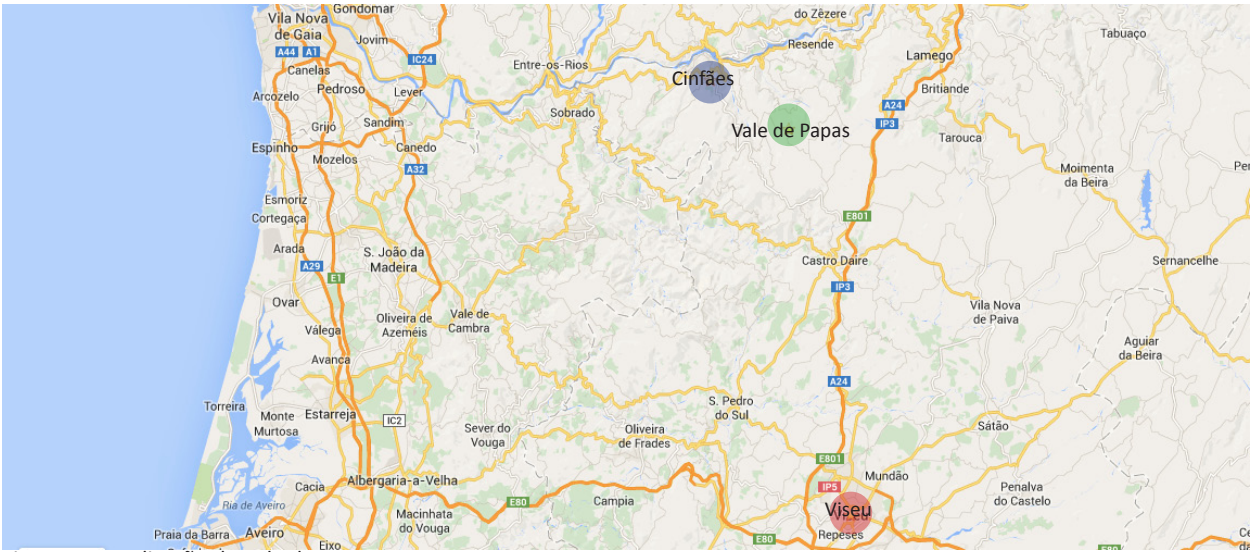 Gondomar
Vila Nova
de Gaia
do Zêzere
Tabuaço
Jovim
Resende
A44
A1
IC24
Lamego
Canelas
Entre-os-Rios
Cinfães
Pedroso
Lever
Britiande
Arcozelo
A24
Sobrado
IP3
Grijó
Sandim
Vale de Papas
Tarouca
Espinho
Canedo
Mozelos
A32
Moimenta
da Beira
Esmoriz
Cortegaça
E801
Arada
S. João da
Madeira
Castro Daire
Sernancelhe
A29
E1
IP3
Ovar
Vila Nova
de Paiva
Oliveira de
Azeméis
Vale de
Cambra
Válega
Aguiar
da Beira
Avanca
A24
Torreira
S. Pedro
do Sul
Monte
Murtosa
Estarreja
IC2
Sever do
Vouga
Oliveira
de Frades
Sátão
E801
Mundão
Albergaria-a-Velha
Cacia
IP5
Penalva
do Castelo
Campia
E80
Ria de Aveiro
Viseu
Macinhata
do Vouga
Praia da Barra
Aveiro
Repeses
E80
Eixo
E80